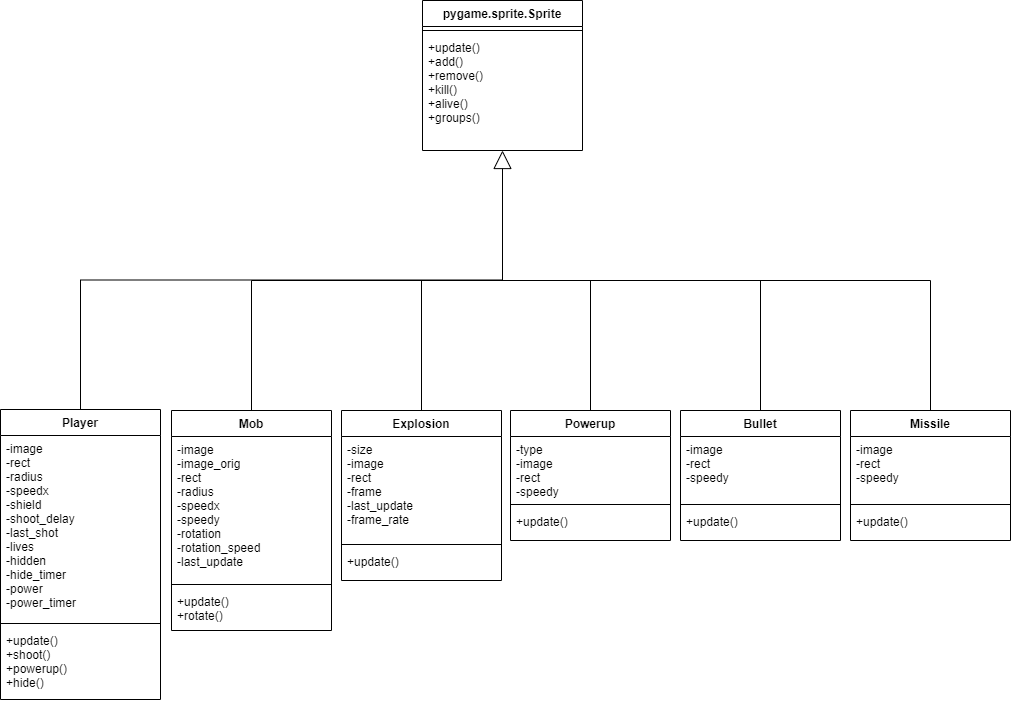 pygame.sprite.Sprite
+update()
+add()
+remove()
+kill()
+alive()
+groups()
Player
-image
-rect
-radius
-speedx
-shield
-shoot_delay
-last_shot
-lives
-hidden
-hide_timer
-power
-power_timer
+update()
+shoot()
+powerup()
+hide()
Mob
-image
-image_orig
-rect
-radius
-speedx
-speedy
-rotation
-rotation_speed
-last_update
+update()
+rotate()
Explosion
-size
-image
-rect
-frame
-last_update
-frame_rate
+update()
Powerup
-type
-image
-rect
-speedy
+update()
Bullet
-image
-rect
-speedy
+update()
Missile
-image
-rect
-speedy
+update()